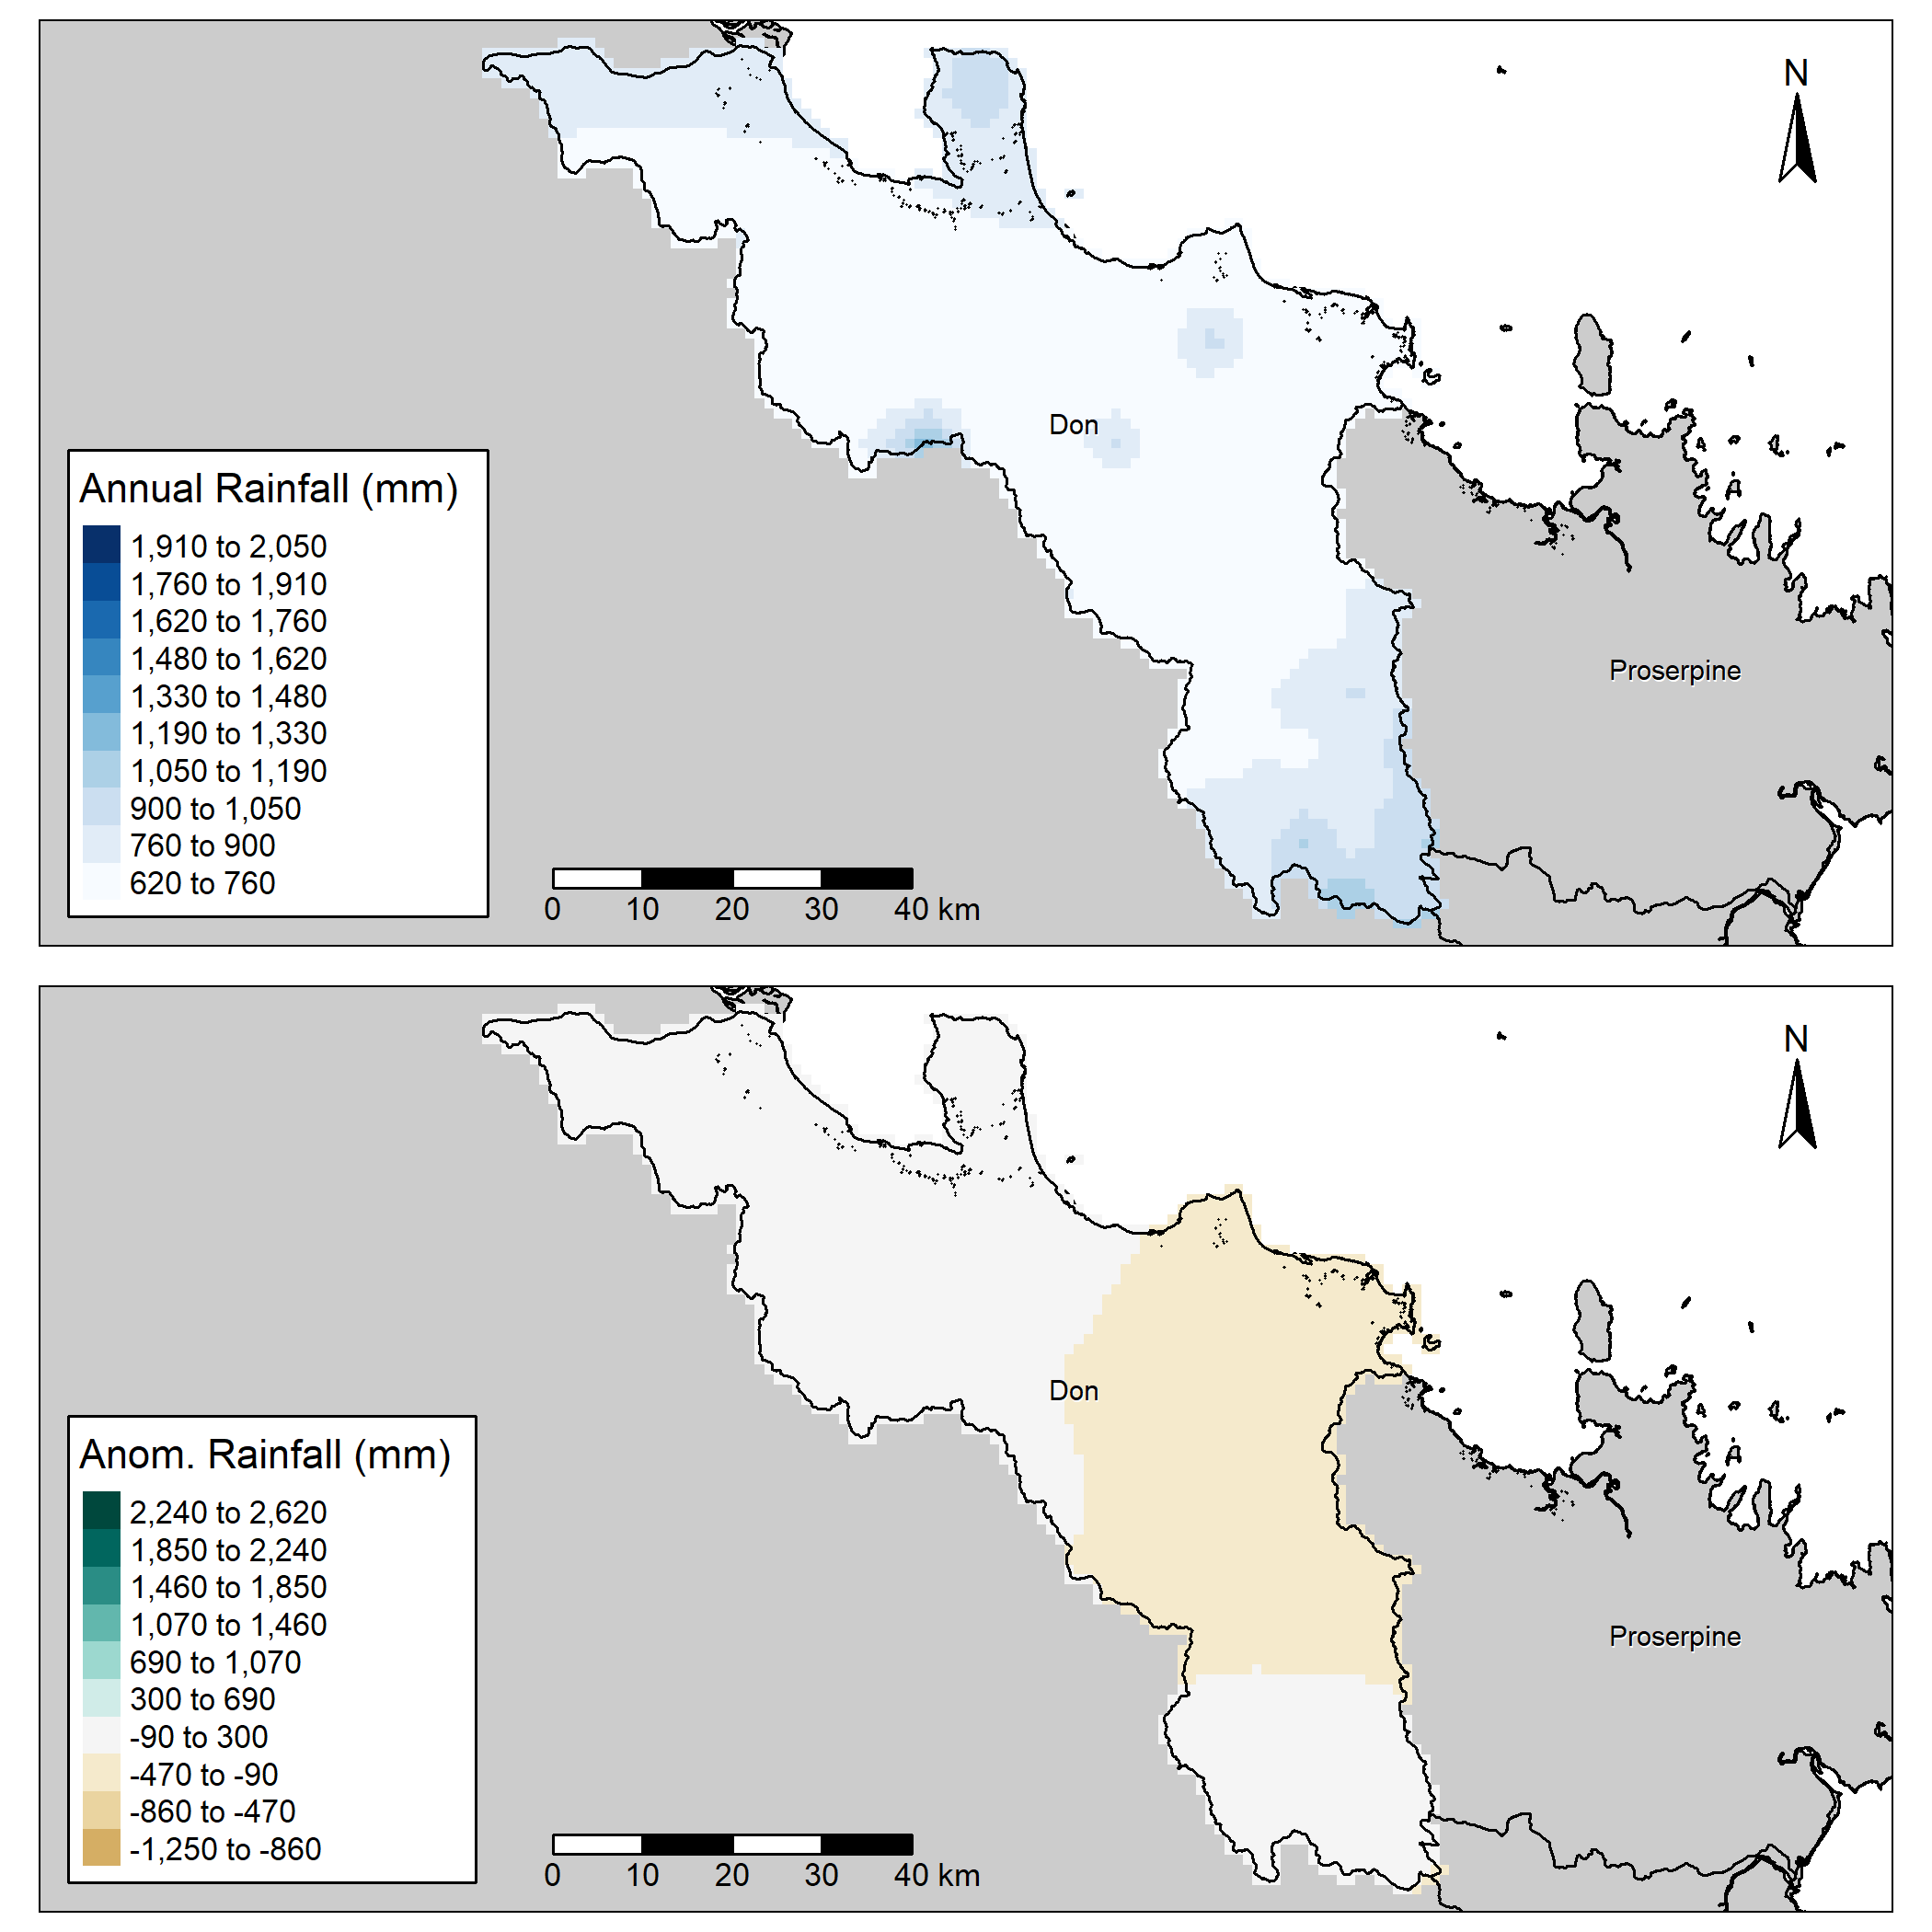 N
Don
Proserpine
Annual Rainfall (mm)
1,910 to 2,050
1,760 to 1,910
1,620 to 1,760
1,480 to 1,620
1,330 to 1,480
1,190 to 1,330
1,050 to 1,190
900 to 1,050
760 to 900
620 to 760
0 10 20 30 40 km
N
Don
Proserpine
Anom. Rainfall (mm)
2,240 to 2,620
1,850 to 2,240
1,460 to 1,850
1,070 to 1,460
690 to 1,070
300 to 690
-90 to 300
-470 to -90
-860 to -470
-1,250 to -860
0 10 20 30 40 km